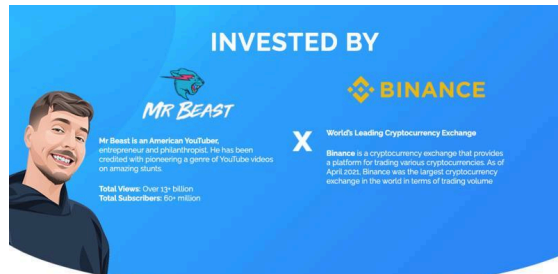 INVESTED BY
MR BEAST
Mr Beast is an American YouTuber,
entrepreneur and philanthropist. He has been
credited with pioneering a genre of YouTube videos
on amazing stunts.
Total Views: Over 13+ billion
Total Subscribers: 60+ million
X
BINANCE
World's Leading Cryptocurrency Exchange
Binance is a cryptocurrency exchange that provides
a platform for trading various cryptocurrencies. As of
April 2021, Binance was the largest cryptocurrency
exchange in the world in terms of trading volume